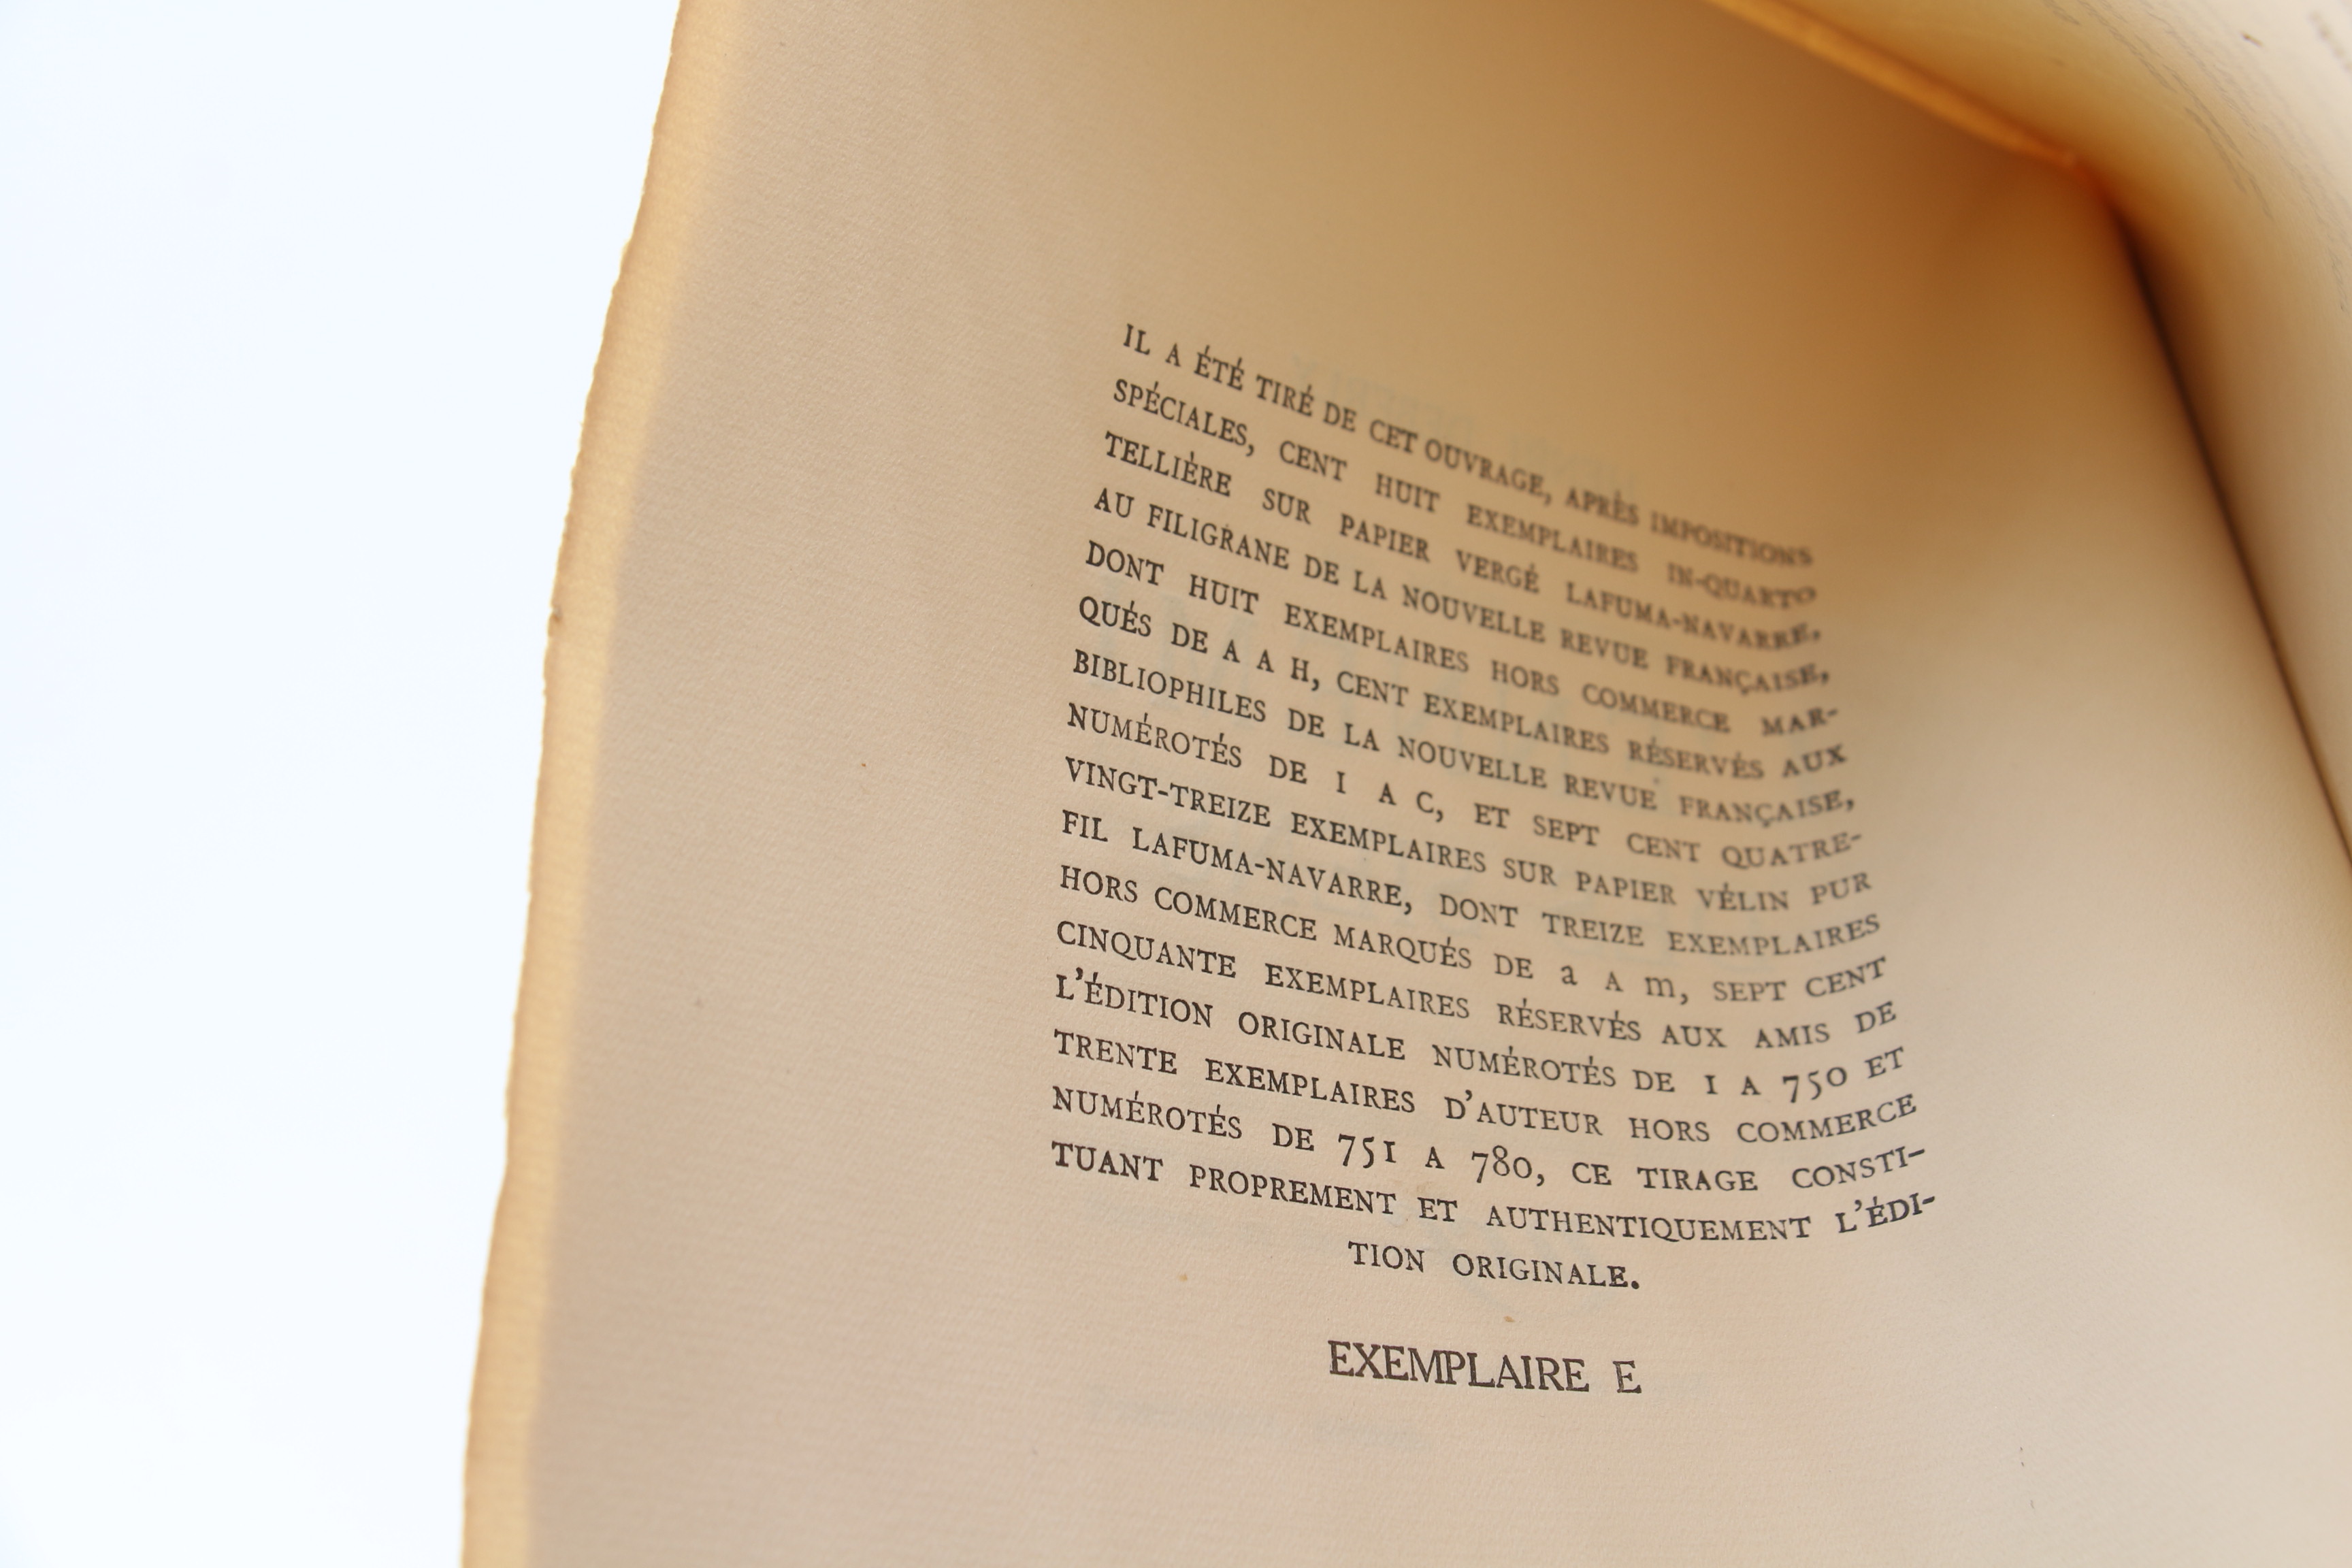 IL A ÉTÉ TIRÉ DE CET OUVRAGE, APRÈS IMPOSITIONS
SPÉCIALES, CENT HUIT EXEMPLAIRES IN-QUARTO
TELLIÈRE SUR PAPIER VERGÉ LAFUMA-NAVARRE,
AU FILIGRANE DE LA NOUVELLE REVUE FRANÇAISE,
DONT HUIT EXEMPLAIRES HORS COMMERCE MAR-
QUÉS DE A A H, CENT EXEMPLAIRES RÉSERVÉS AUX
BIBLIOPHILES DE LA NOUVELLE REVUE FRANÇAISE,
NUMÉROTÉS DE I A C, ET SEPT CENT QUATRE-
VINGT-TREIZE EXEMPLAIRES SUR PAPIER VÉLIN PUR
FIL LAFUMA-NAVARRE, DONT TREIZE EXEMPLAIRES
HORS COMMERCE MARQUÉS DE a A m, SEPT CENT
CINQUANTE EXEMPLAIRES RÉSERVÉS AUX AMIS DE
L'ÉDITION ORIGINALE NUMÉROTÉS DE 1 A 750 ET
TRENTE EXEMPLAIRES D'AUTEUR HORS COMMERCE
NUMÉROTÉS DE 751 A 780, CE TIRAGE CONSTI-
TUANT PROPREMENT ET AUTHENTIQUEMENT L'ÉDI-
TION ORIGINALE.
EXEMPLAIRE E